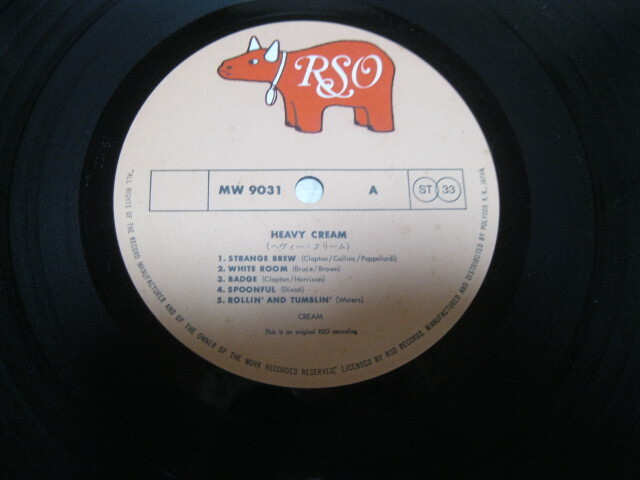 RSO
MW 9031 A ST 33
HEAVY CREAM
(ヘヴィー・クリーム)
1. STRANGE BREW (Clapton/Collins/Pappalardi)
2. WHITE ROOM (Bruce/Brown)
3. BADGE (Clapton/Harrison)
4. SPOONFUL (Dixon)
5. ROLLIN' AND TUMBLIN' (Waters)
CREAM
This is an original RSO recording
"ALL RIGHTS OF THE RECORD MANUFACTURER AND OF THE OWNER OF THE WORK RECORDED RESERVED." LICENSED BY RSO RECORDS. MANUFACTURED AND DISTRIBUTED BY POLYDOR K. K. JAPAN.